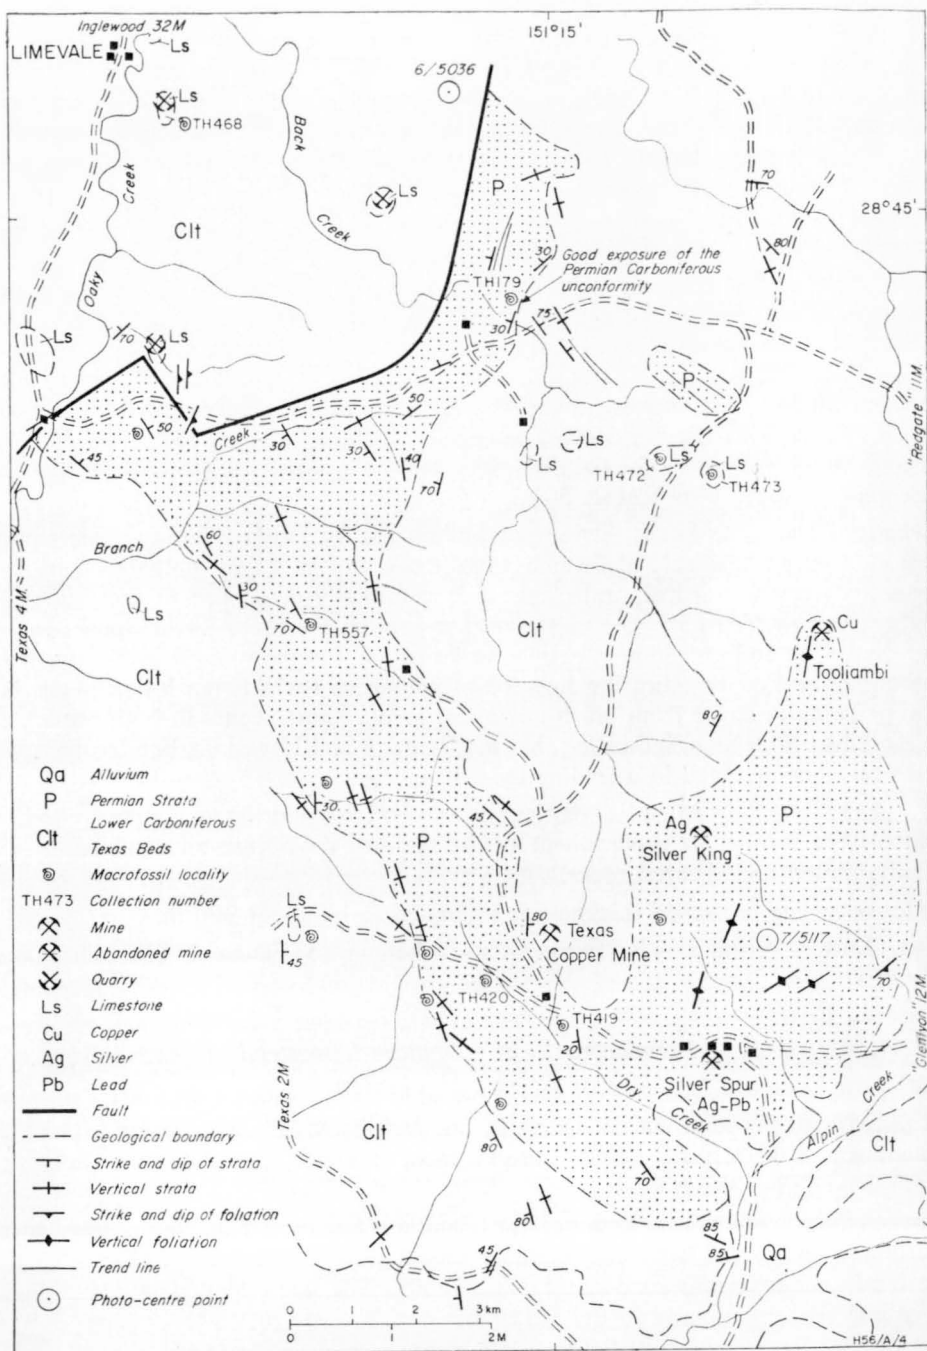 Inglewood 32M
151°15'
LIMEVALE
Ls
6/5036
Ls
TH468
Back
Creek
Ls
Creek
Clt
P
28°45'
70
80
Oaky
30
Good exposure of the
Permian Carboniferous
unconformity
TH179
Ls
70
Ls
30
75
P
"Redgate" 11M.
50
50
Creek
30
30
40
45
70
Ls
Ls
TH472
Ls
Ls
TH473
Branch
60
30
Texas 4M.
Ls
70
TH557
Clt
Clt
Cu
Tooliambi
80
Qa Alluvium
P Permian Strata
Lower Carboniferous
Clt Texas Beds
Macrofossil locality
TH473 Collection number
Mine
Abandoned mine
Quarry
Ls Limestone
Cu Copper
Ag Silver
Pb Lead
Fault
Geological boundary
Strike and dip of strata
Vertical strata
Strike and dip of foliation
Vertical foliation
Trend line
Photo-centre point
30
45
P
P
Ag
Silver King
Ls
45
80
Texas
Copper Mine
7/5117
70
TH420
TH419
20
"Glenlyon" 12M.
Silver Spur
Ag-Pb
Texas 2M
Dry
Creek
Alpin
Creek
Clt
Clt
80
70
80
85
85
Qa
45
0 3 km
0 1 2M
H56/A/4